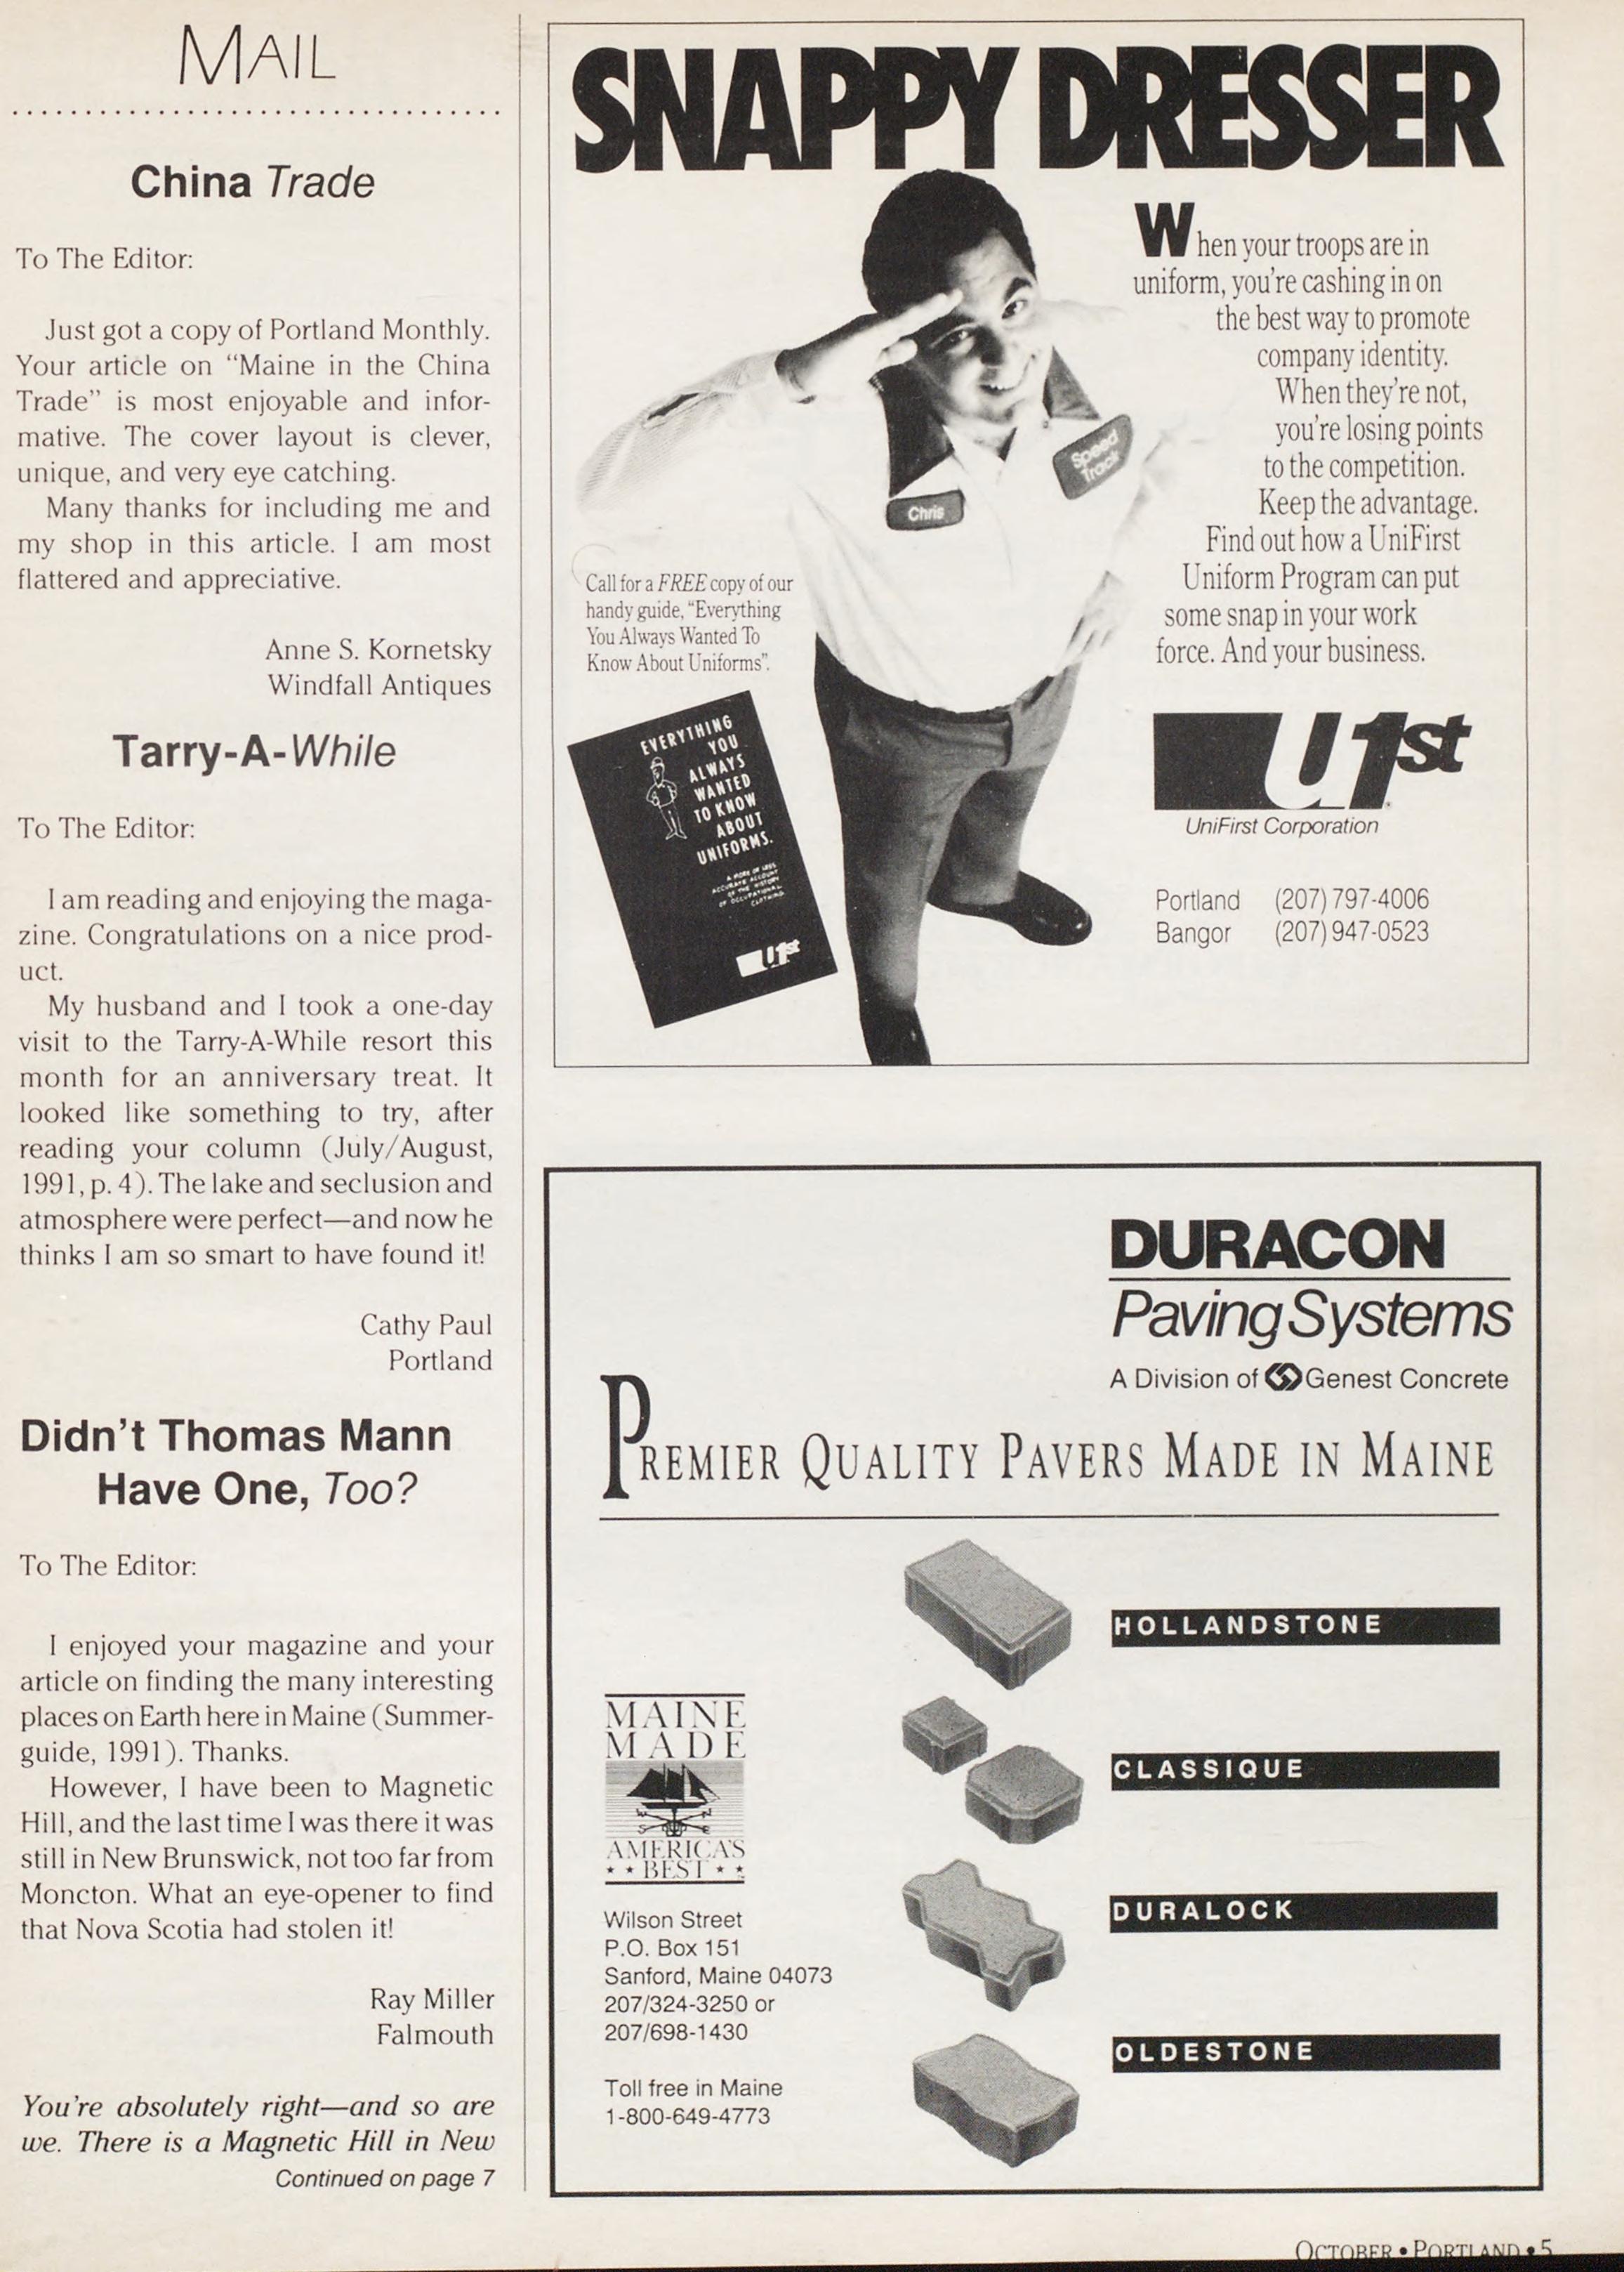 MAIL
China Trade
To The Editor:
Just got a copy of Portland Monthly.
Your article on "Maine in the China
Trade" is most enjoyable and infor-
mative. The cover layout is clever,
unique, and very eye catching.
Many thanks for including me and
my shop in this article. I am most
flattered and appreciative.
Anne S. Kornetsky
Windfall Antiques
Tarry-A-While
To The Editor:
I am reading and enjoying the maga-
zine. Congratulations on a nice prod-
uct.
My husband and I took a one-day
visit to the Tarry-A-While resort this
month for an anniversary treat. It
looked like something to try, after
reading your column (July/August,
1991, p. 4). The lake and seclusion and
atmosphere were perfect—and now he
thinks I am so smart to have found it!
Cathy Paul
Portland
Didn't Thomas Mann
Have One, Too?
To The Editor:
I enjoyed your magazine and your
article on finding the many interesting
places on Earth here in Maine (Summer-
guide, 1991). Thanks.
However, I have been to Magnetic
Hill, and the last time I was there it was
still in New Brunswick, not too far from
Moncton. What an eye-opener to find
that Nova Scotia had stolen it!
Ray Miller
Falmouth
You're absolutely right—and so are
we. There is a Magnetic Hill in New
Continued on page 7
SNAPPY DRESSER
When your troops are in
uniform, you're cashing in on
the best way to promote
company identity.
When they're not,
you're losing points
to the competition.
Keep the advantage.
Find out how a UniFirst
Uniform Program can put
some snap in your work
force. And your business.
Speed
Track
Chris
Call for a FREE copy of our
handy guide, "Everything
You Always Wanted To
Know About Uniforms".
EVERYTHING
YOU
ALWAYS
WANTED
TO KNOW
ABOUT
UNIFORMS.
A MORE OR LESS
ACCURATE ACCOUNT
OF THE HISTORY
OF OCCUPATIONAL
CLOTHING.
U1st
U1st
UniFirst Corporation
Portland (207) 797-4006
Bangor (207) 947-0523
DURACON
Paving Systems
A Division of Genest Concrete
PREMIER QUALITY PAVERS MADE IN MAINE
HOLLANDSTONE
CLASSIQUE
DURALOCK
OLDESTONE
MAINE
MADE
W N
S E
AMERICA'S
★ ★ BEST ★ ★
Wilson Street
P.O. Box 151
Sanford, Maine 04073
207/324-3250 or
207/698-1430
Toll free in Maine
1-800-649-4773
OCTOBER • PORTLAND • 5